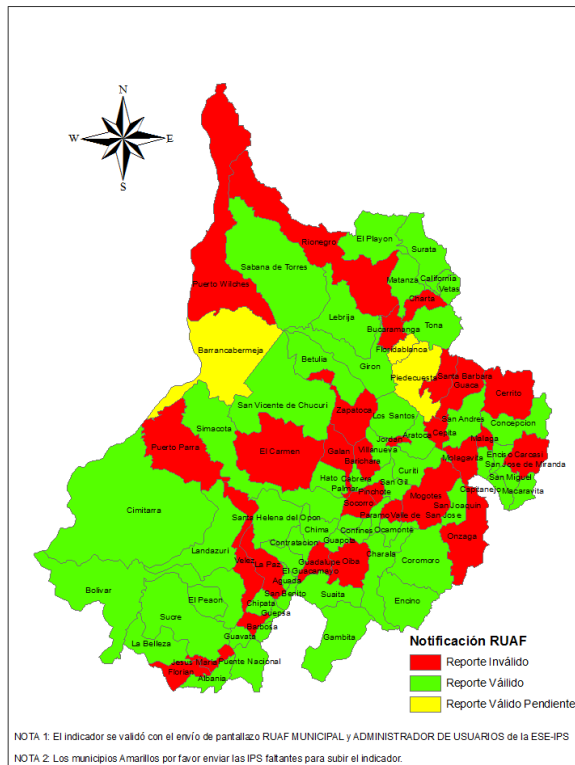 N
W E
S
Rionegro
El Playon
Surata
Sabana de Torres
Matanza
California
Vetas
Puerto Wilches
Charta
Lebrija
Bucaramanga
Tona
Floridablanca
Barrancabermeja
Betulia
Giron
Piedecuesta
Santa Barbara
Guaca
Cerrito
San Vicente de Chucuri
Zapatoca
Los Santos
San Andres
Concepcion
Simacota
Jordan
Aratoca
Cepita
Malaga
Puerto Parra
El Carmen
Galan
Villanueva
Barichara
Molagavita
Enciso
Carcasi
San Jose de Miranda
Hato
Cabrera
Curiti
San Miguel
Palmar
San Gil
Capitanejo
Macaravita
Pinchote
Mogotes
Cimitarra
Socorro
San Joaquin
Santa Helena del Opon
Paramo
Valle de San Jose
Chima
Confines
Ocamonte
Onzaga
Contratacion
Guapota
Landazuri
Charala
Velez
La Paz
Guadalupe
Oiba
Coromoro
El Guacamayo
Aguada
Bolivar
San Benito
Suaita
Encino
El Peaon
Chipata
Guepsa
Sucre
Barbosa
Gambita
Guavata
La Belleza
Jesus Maria
Puente Nacional
Florian
Albania
Notificación RUAF
Reporte Inválido
Reporte Váilido
Reporte Válido Pendiente
NOTA 1: El indicador se validó con el envío de pantallazo RUAF MUNICIPAL y ADMINISTRADOR DE USUARIOS de la ESE-IPS
NOTA 2: Los municipios Amarillos por favor enviar las IPS faltantes para subir el indicador.